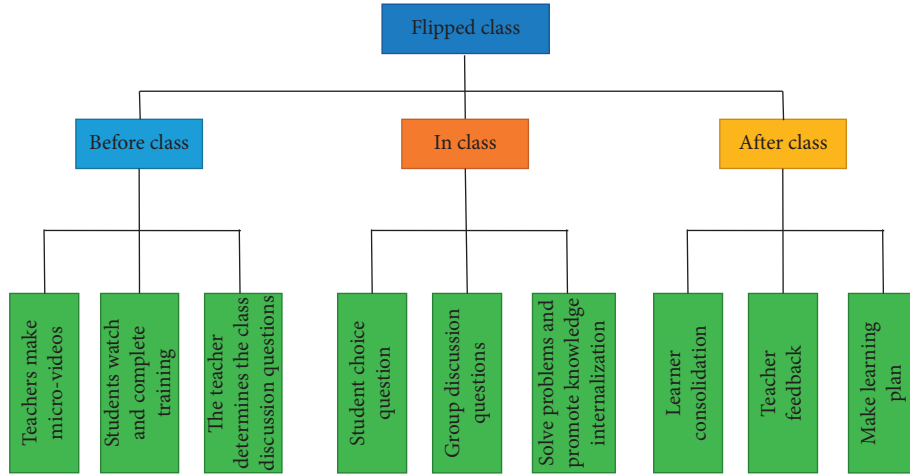 Flipped class
Before class
In class
After class
Teachers make
micro-videos
Students watch
and complete
training
The teacher
determines the class
discussion questions
Student choice
question
Group discussion
questions
Solve problems and
promote knowledge
internalization
Learner
consolidation
Teacher
feedback
Make learning
plan